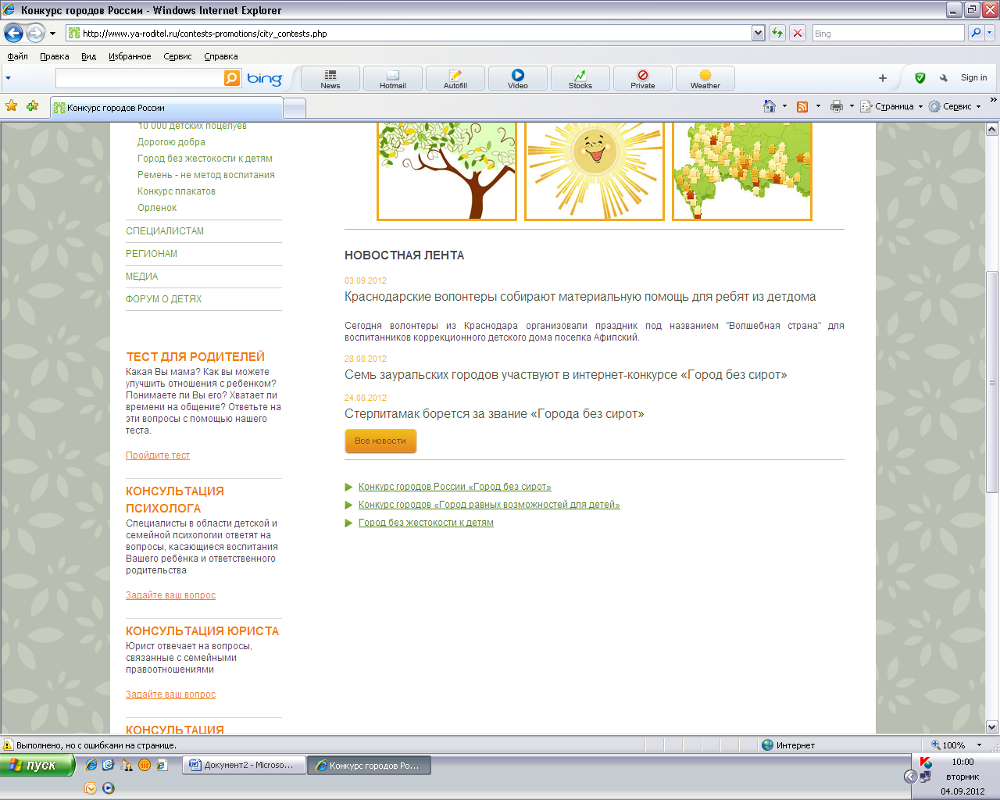 Конкурс городов России - Windows Internet Explorer
http://www.ya-roditel.ru/contests-promotions/city_contests.php
Bing
Файл Правка Вид Избранное Сервис Справка
bing News Hotmail Autofill Video Stocks Private Weather Sign in
Конкурс городов России
Страница Сервис
10 000 детских поцелуев
Дорогою добра
Город без жестокости к детям
Ремень - не метод воспитания
Конкурс плакатов
Орленок
СПЕЦИАЛИСТАМ
РЕГИОНАМ
МЕДИА
ФОРУМ О ДЕТЯХ
ТЕСТ ДЛЯ РОДИТЕЛЕЙ
Какая Вы мама? Как вы можете
улучшить отношения с ребенком?
Понимаете ли Вы его? Хватает ли
времени на общение? Ответьте на
эти вопросы с помощью нашего
теста.
Пройдите тест
КОНСУЛЬТАЦИЯ
ПСИХОЛОГА
Специалисты в области детской и
семейной психологии ответят на
вопросы, касающиеся воспитания
Вашего ребёнка и ответственного
родительства
Задайте ваш вопрос
КОНСУЛЬТАЦИЯ ЮРИСТА
Юрист отвечает на вопросы,
связанные с семейными
правоотношениями
Задайте ваш вопрос
КОНСУЛЬТАЦИЯ
НОВОСТНАЯ ЛЕНТА
03.09.2012
Краснодарские волонтеры собирают материальную помощь для ребят из детдома
Сегодня волонтеры из Краснодара организовали праздник под названием "Волшебная страна" для
воспитанников коррекционного детского дома поселка Афипский.
28.08.2012
Семь зауральских городов участвуют в интернет-конкурсе «Город без сирот»
24.08.2012
Стерлитамак борется за звание «Города без сирот»
Все новости
Конкурс городов России «Город без сирот»
Конкурс городов «Город равных возможностей для детей»
Город без жестокости к детям
Выполнено, но с ошибками на странице.
Интернет
100%
пуск
Документ2 - Microso...
Конкурс городов Ро...
10:00
вторник
04.09.2012